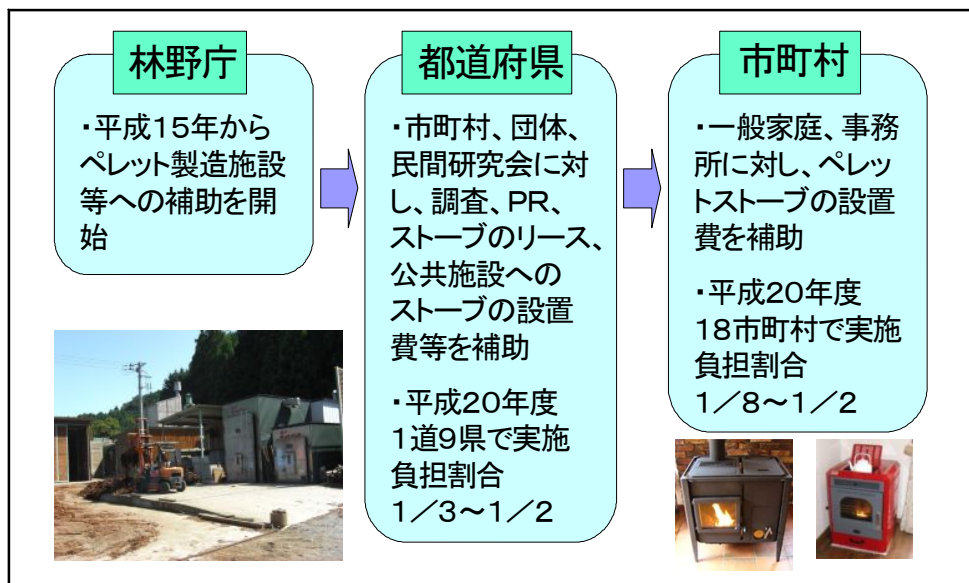 林野庁
・平成15年から
ペレット製造施設
等への補助を開
始
都道府県
・市町村、団体、
民間研究会に対
し、調査、PR、
ストーブのリース、
公共施設への
ストーブの設置
費等を補助
・平成20年度
1道9県で実施
負担割合
1/3~1/2
市町村
・一般家庭、事務
所に対し、ペレッ
トストーブの設置
費を補助
・平成20年度
18市町村で実施
負担割合
1/8~1/2